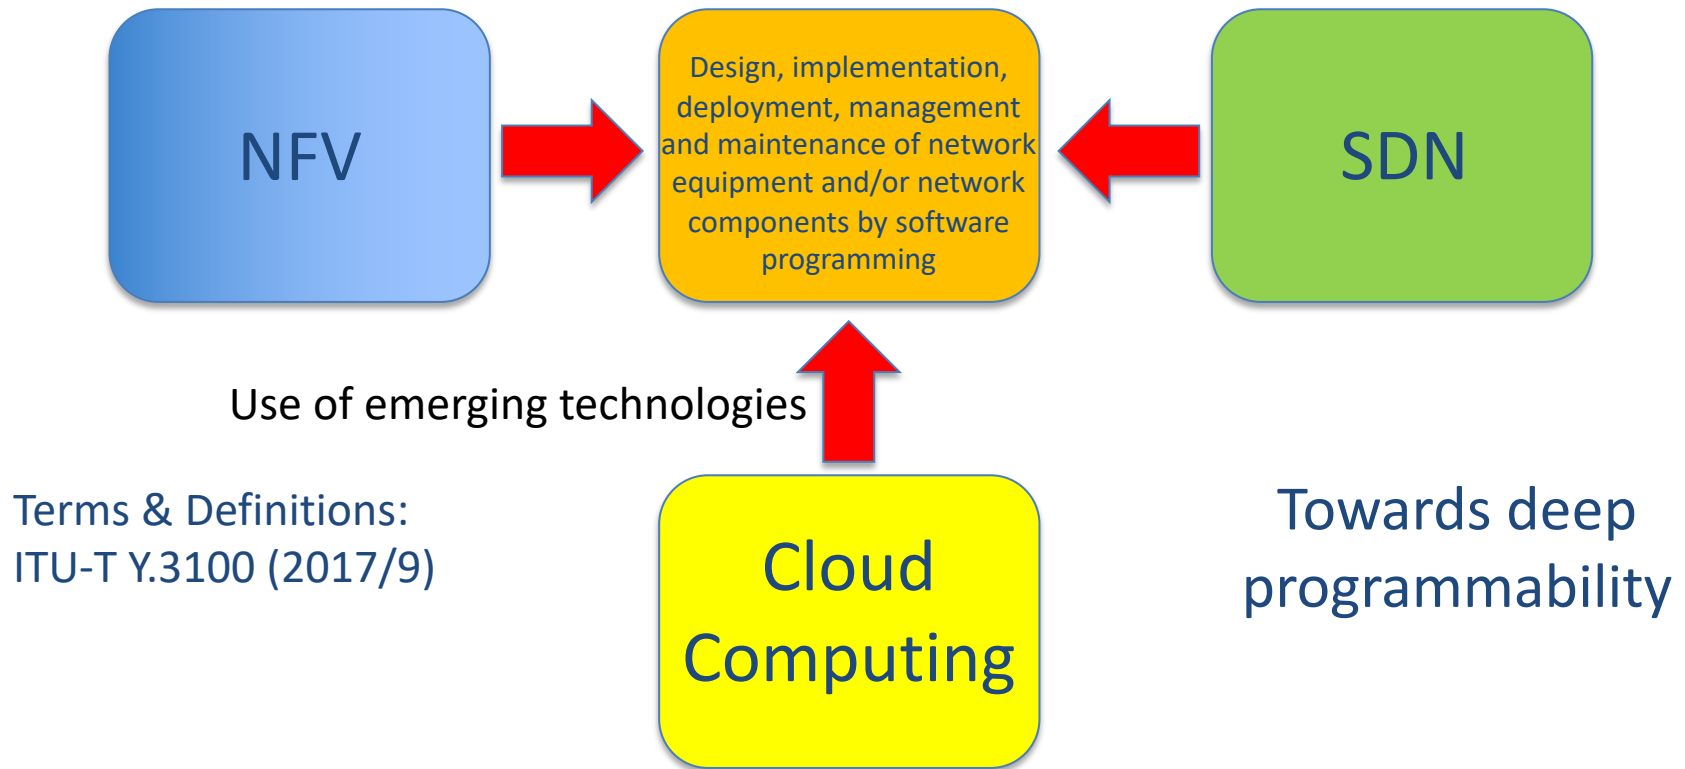 NFV
Design, implementation,
deployment, management
and maintenance of network
equipment and/or network
components by software
programming
SDN
Use of emerging technologies
Terms & Definitions:
ITU-T Y.3100 (2017/9)
Cloud
Computing
Towards deep
programmability